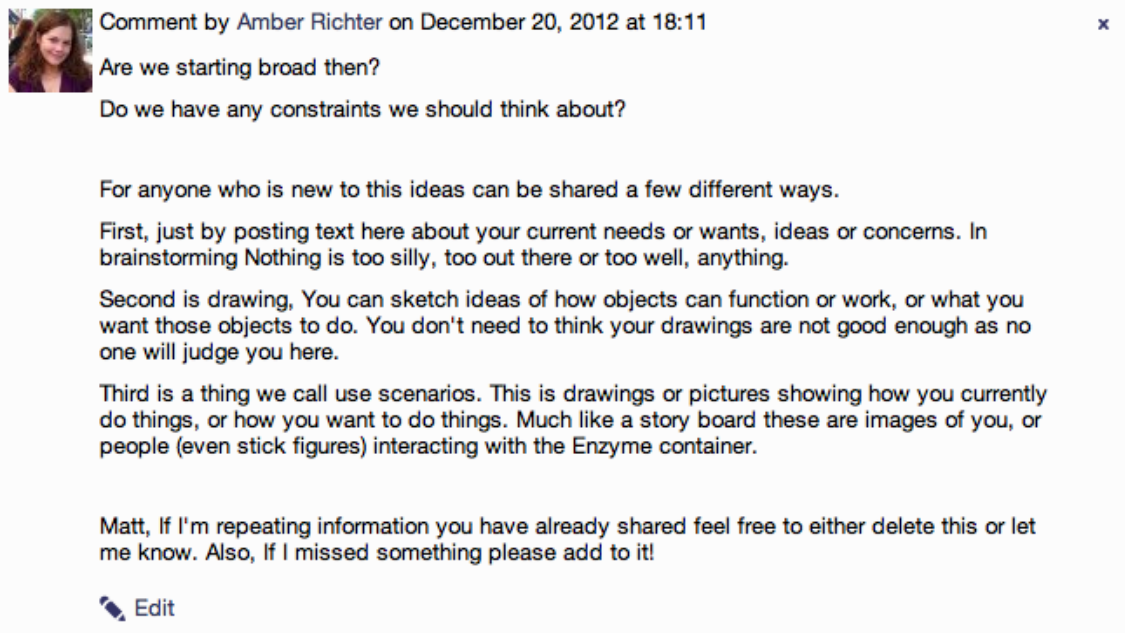 Comment by Amber Richter on December 20, 2012 at 18:11
x
Are we starting broad then?
Do we have any constraints we should think about?
For anyone who is new to this ideas can be shared a few different ways.
First, just by posting text here about your current needs or wants, ideas or concerns. In
brainstorming Nothing is too silly, too out there or too well, anything.
Second is drawing, You can sketch ideas of how objects can function or work, or what you
want those objects to do. You don't need to think your drawings are not good enough as no
one will judge you here.
Third is a thing we call use scenarios. This is drawings or pictures showing how you currently
do things, or how you want to do things. Much like a story board these are images of you, or
people (even stick figures) interacting with the Enzyme container.
Matt, If I'm repeating information you have already shared feel free to either delete this or let
me know. Also, If I missed something please add to it!
Edit